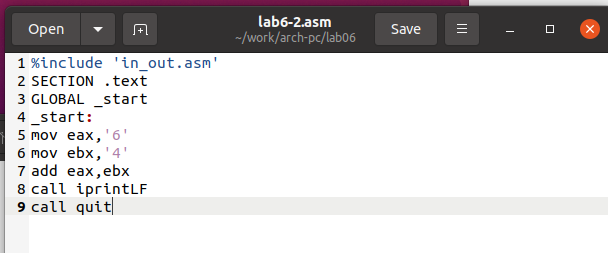 Open
lab6-2.asm
~/work/arch-pc/lab06
Save
1 %include 'in_out.asm'
2 SECTION .text
3 GLOBAL _start
4 _start:
5 mov eax,'6'
6 mov ebx,'4'
7 add eax,ebx
8 call iprintLF
9 call quit